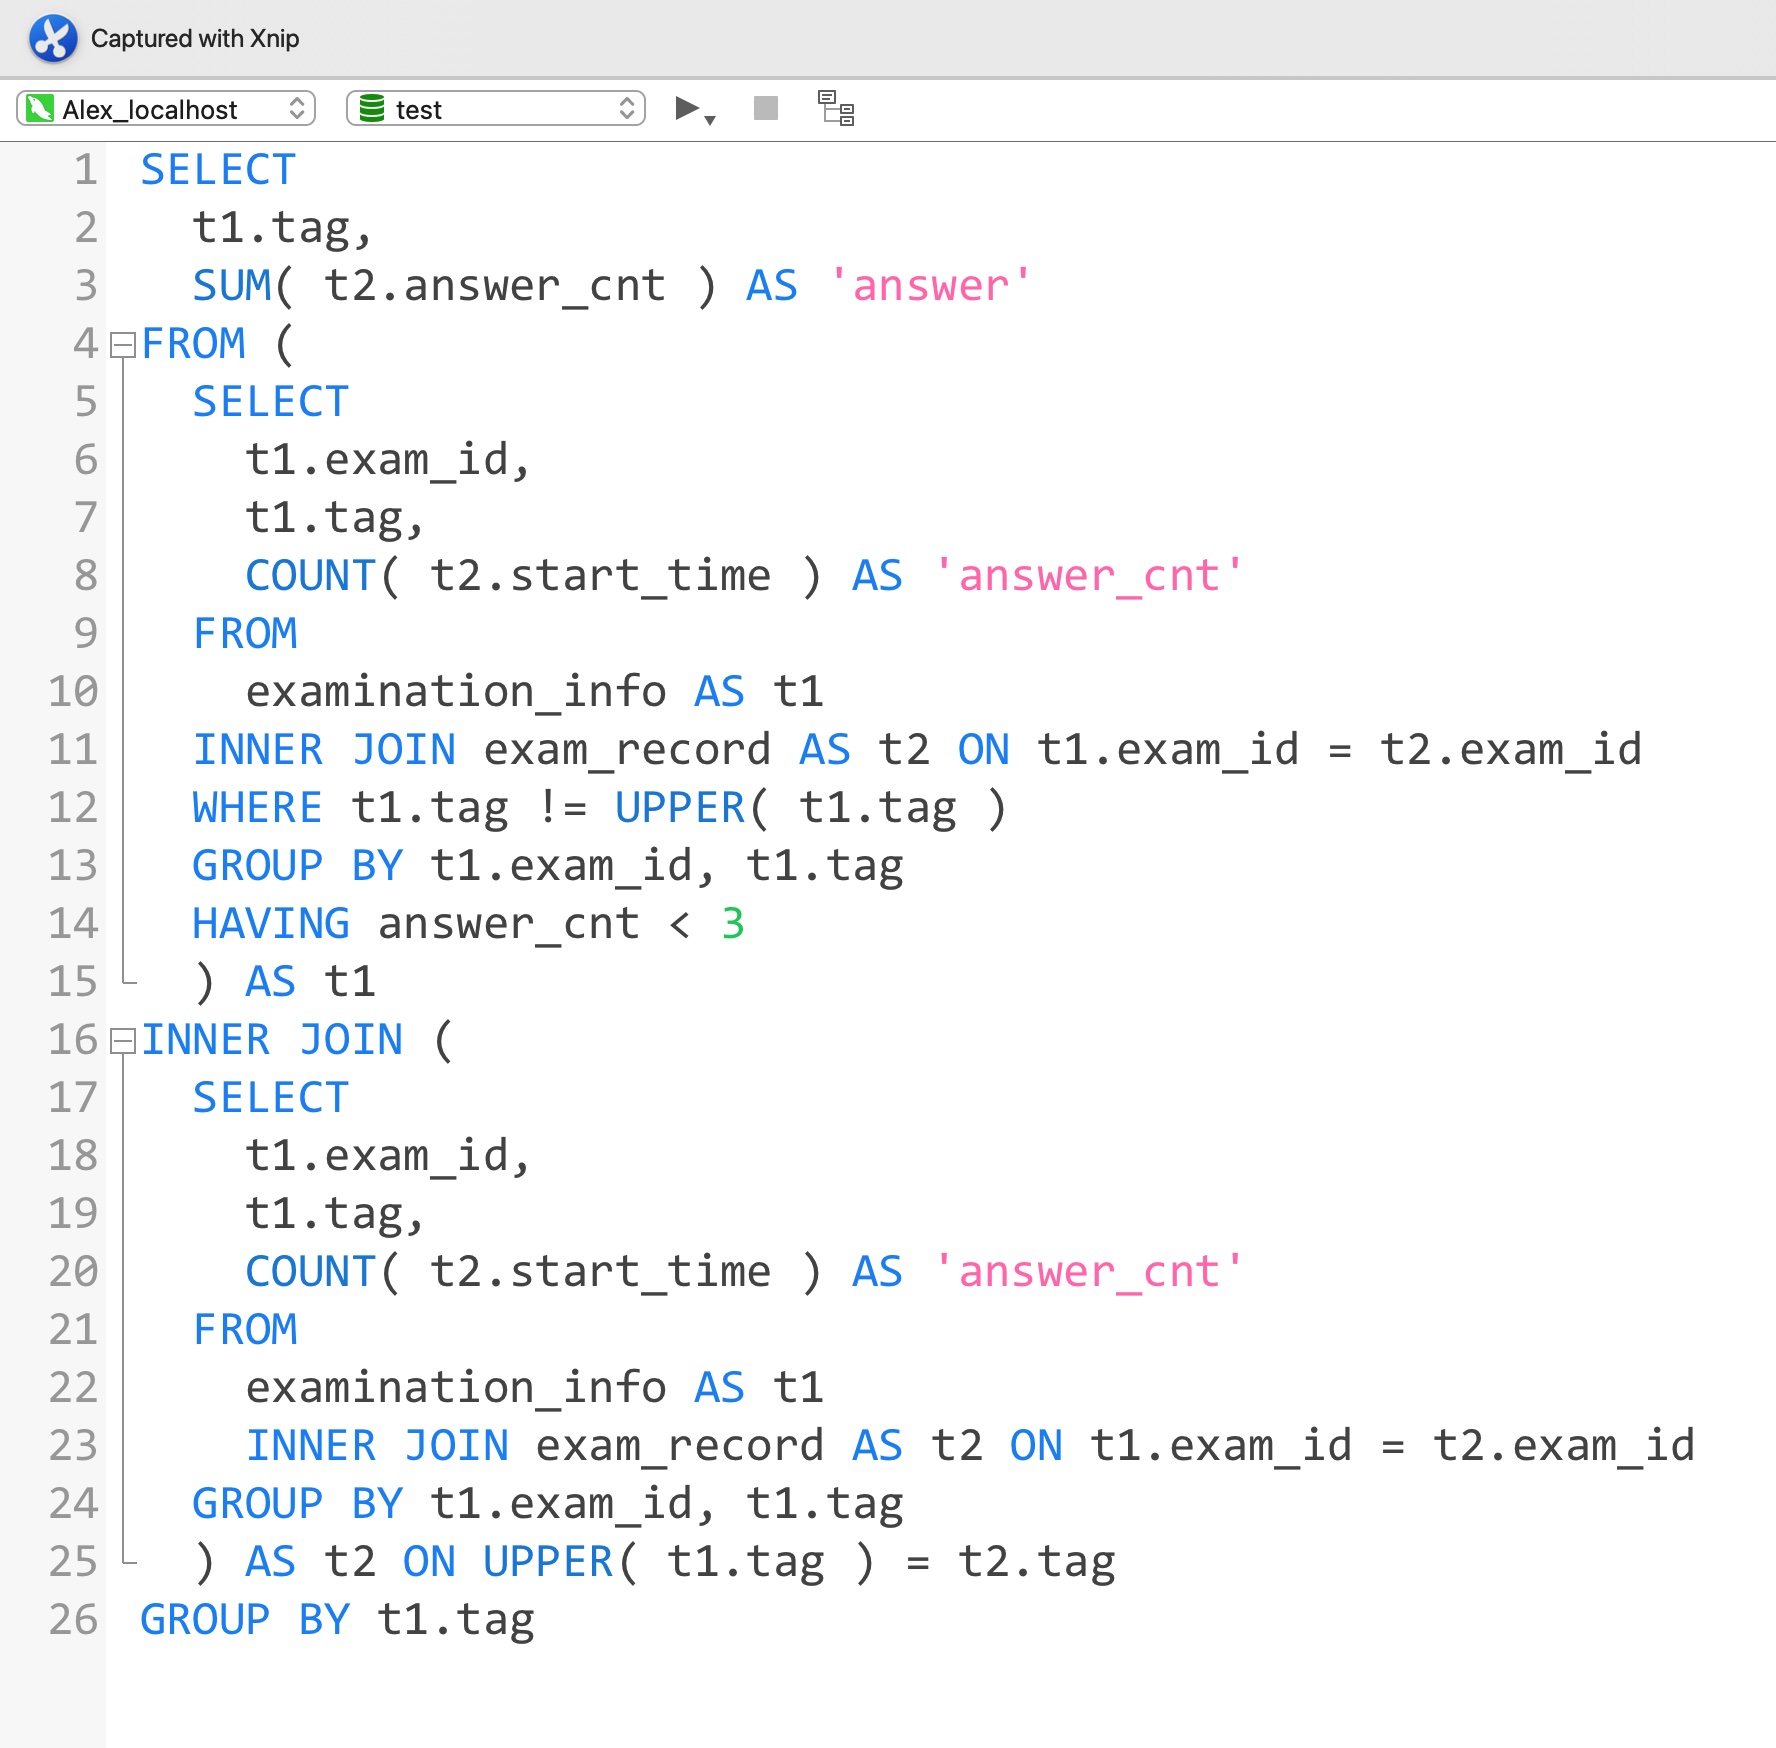 Captured with Xnip
Alex_localhost test
1 SELECT
2 t1.tag,
3 SUM( t2.answer_cnt ) AS 'answer'
4 FROM (
5 SELECT
6 t1.exam_id,
7 t1.tag,
8 COUNT( t2.start_time ) AS 'answer_cnt'
9 FROM
10 examination_info AS t1
11 INNER JOIN exam_record AS t2 ON t1.exam_id = t2.exam_id
12 WHERE t1.tag != UPPER( t1.tag )
13 GROUP BY t1.exam_id, t1.tag
14 HAVING answer_cnt < 3
15 ) AS t1
16 INNER JOIN (
17 SELECT
18 t1.exam_id,
19 t1.tag,
20 COUNT( t2.start_time ) AS 'answer_cnt'
21 FROM
22 examination_info AS t1
23 INNER JOIN exam_record AS t2 ON t1.exam_id = t2.exam_id
24 GROUP BY t1.exam_id, t1.tag
25 ) AS t2 ON UPPER( t1.tag ) = t2.tag
26 GROUP BY t1.tag